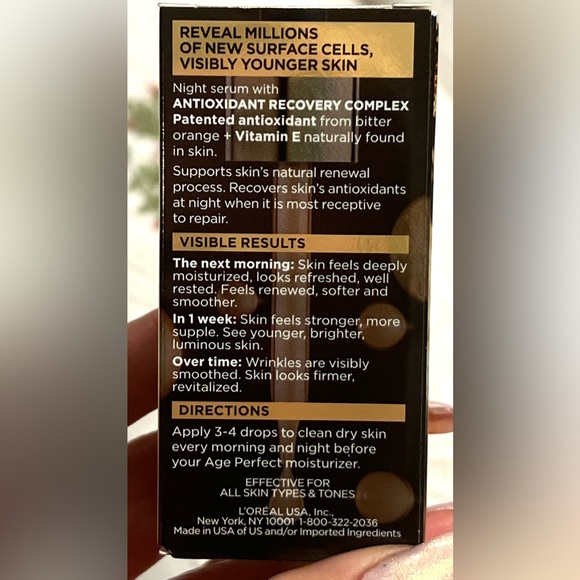 REVEAL MILLIONS
OF NEW SURFACE CELLS,
VISIBLY YOUNGER SKIN
Night serum with
ANTIOXIDANT RECOVERY COMPLEX
Patented antioxidant from bitter
orange + Vitamin E naturally found
in skin.
Supports skin's natural renewal
process. Recovers skin's antioxidants
at night when it is most receptive
to repair.
VISIBLE RESULTS
The next morning: Skin feels deeply
moisturized, looks refreshed, well
rested. Feels renewed, softer and
smoother.
In 1 week: Skin feels stronger, more
supple. See younger, brighter,
luminous skin.
Over time: Wrinkles are visibly
smoothed. Skin looks firmer,
revitalized.
DIRECTIONS
Apply 3-4 drops to clean dry skin
every morning and night before
your Age Perfect moisturizer.
EFFECTIVE FOR
ALL SKIN TYPES & TONES
L'ORÉAL USA, Inc.,
New York, NY 10001 1-800-322-2036
Made in USA of US and/or Imported Ingredients